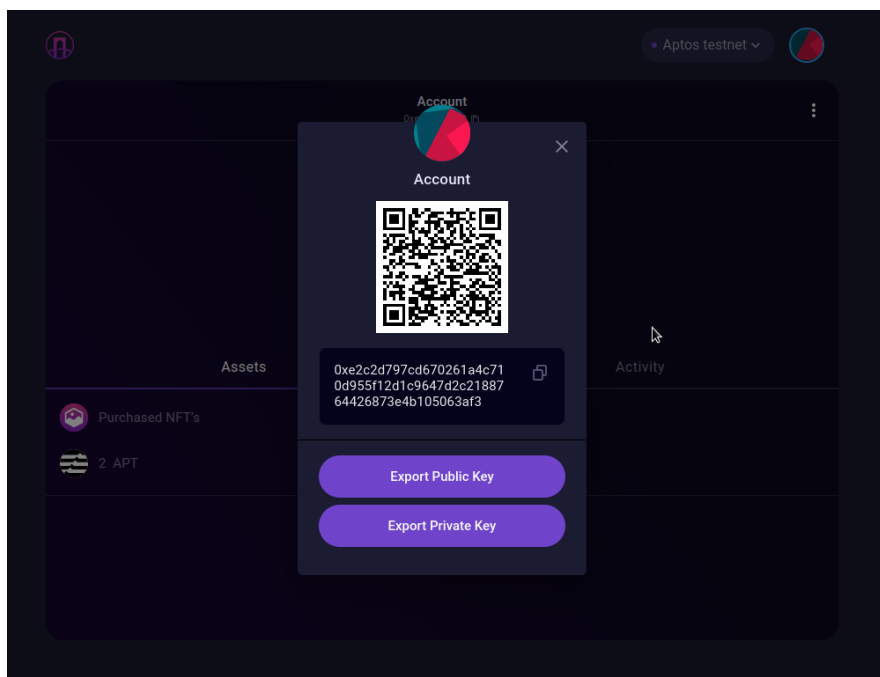 Aptos testnet
Account
Account
0xe2c2d797cd670261a4c71
0d955f12d1c9647d2c21887
64426873e4b105063af3
Assets
Activity
Purchased NFT's
2 APT
Export Public Key
Export Private Key